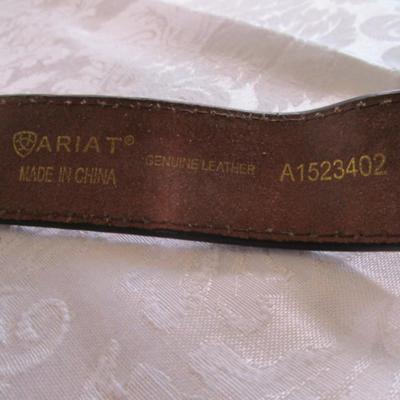 ARIAT®
MADE IN CHINA
GENUINE LEATHER
A1523402